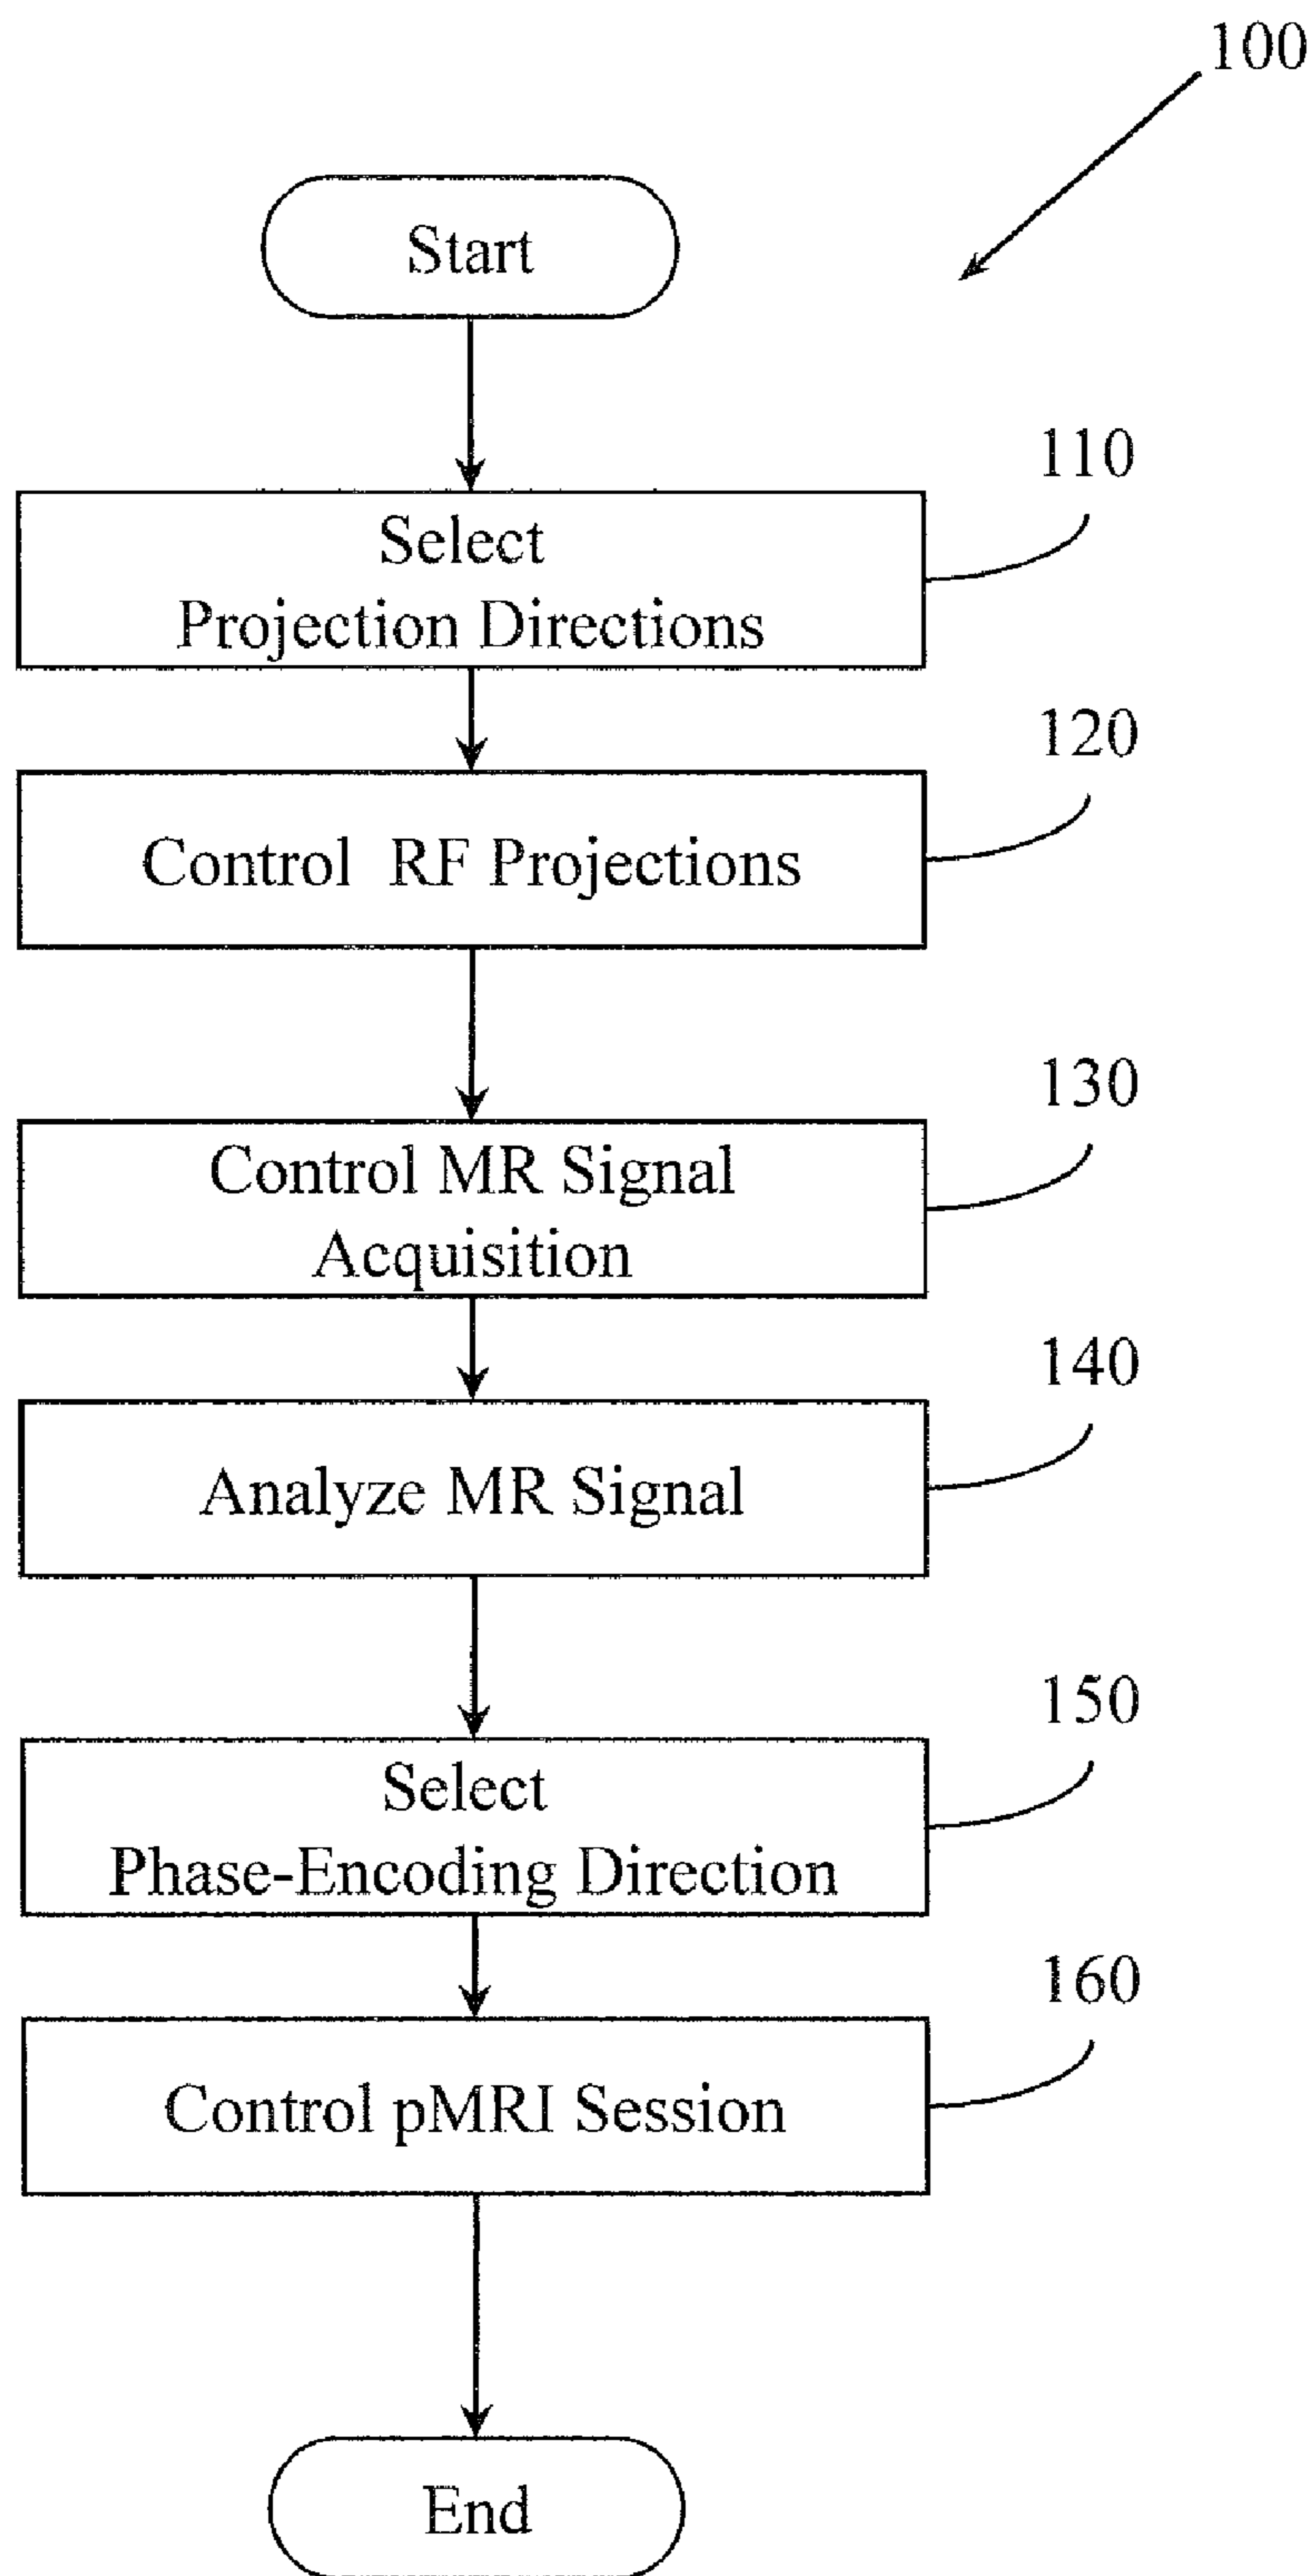 100
Start
110
Select
Projection Directions
120
Control RF Projections
130
Control MR Signal
Acquisition
140
Analyze MR Signal
150
Select
Phase-Encoding Direction
160
Control pMRI Session
End